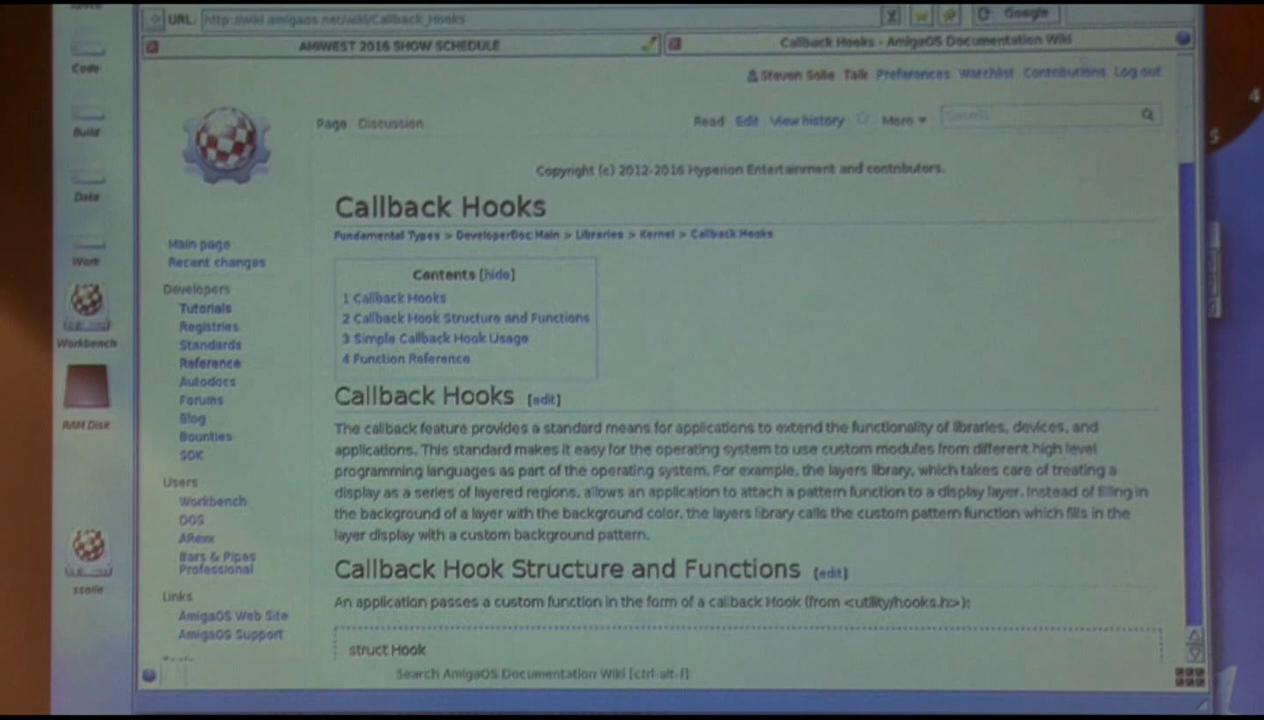 URL: http://wiki.amigaos.net/wiki/Callback_Hooks
Google
AMIWEST 2016 SHOW SCHEDULE
Callback Hooks - AmigaOS Documentation Wiki
Steven Solie Talk Preferences Watchlist Contributions Log out
Page Discussion
Read Edit View history More
Search
Copyright (c) 2012-2016 Hyperion Entertainment and contributors.
Callback Hooks
Fundamental Types > DeveloperDoc:Main > Libraries > Kernel > Callback Hooks
Contents [hide]
1 Callback Hooks
2 Callback Hook Structure and Functions
3 Simple Callback Hook Usage
4 Function Reference
Callback Hooks [edit]
The callback feature provides a standard means for applications to extend the functionality of libraries, devices, and
applications. This standard makes it easy for the operating system to use custom modules from different high level
programming languages as part of the operating system. For example, the layers library, which takes care of treating a
display as a series of layered regions, allows an application to attach a pattern function to a display layer. Instead of filling in
the background of a layer with the background color, the layers library calls the custom pattern function which fills in the
layer display with a custom background pattern.
Callback Hook Structure and Functions [edit]
An application passes a custom function in the form of a callback Hook (from <utility/hooks.h>):
struct Hook
Search AmigaOS Documentation Wiki [ctrl-alt-f]
Main page
Recent changes
Developers
Tutorials
Registries
Standards
Reference
Autodocs
Forums
Blog
Bounties
SDK
Users
Workbench
DOS
ARexx
Bars & Pipes
Professional
Links
AmigaOS Web Site
AmigaOS Support
Code
Build
Data
Work
Workbench
RAM Disk
ssolie
4
5